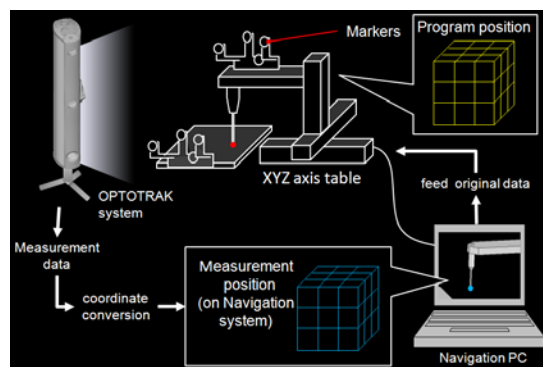 Markers
Program position
OPTOTRAK
system
XYZ axis table
feed original data
Measurement
data
coordinate
conversion
Measurement
position
(on Navigation
system)
Navigation PC